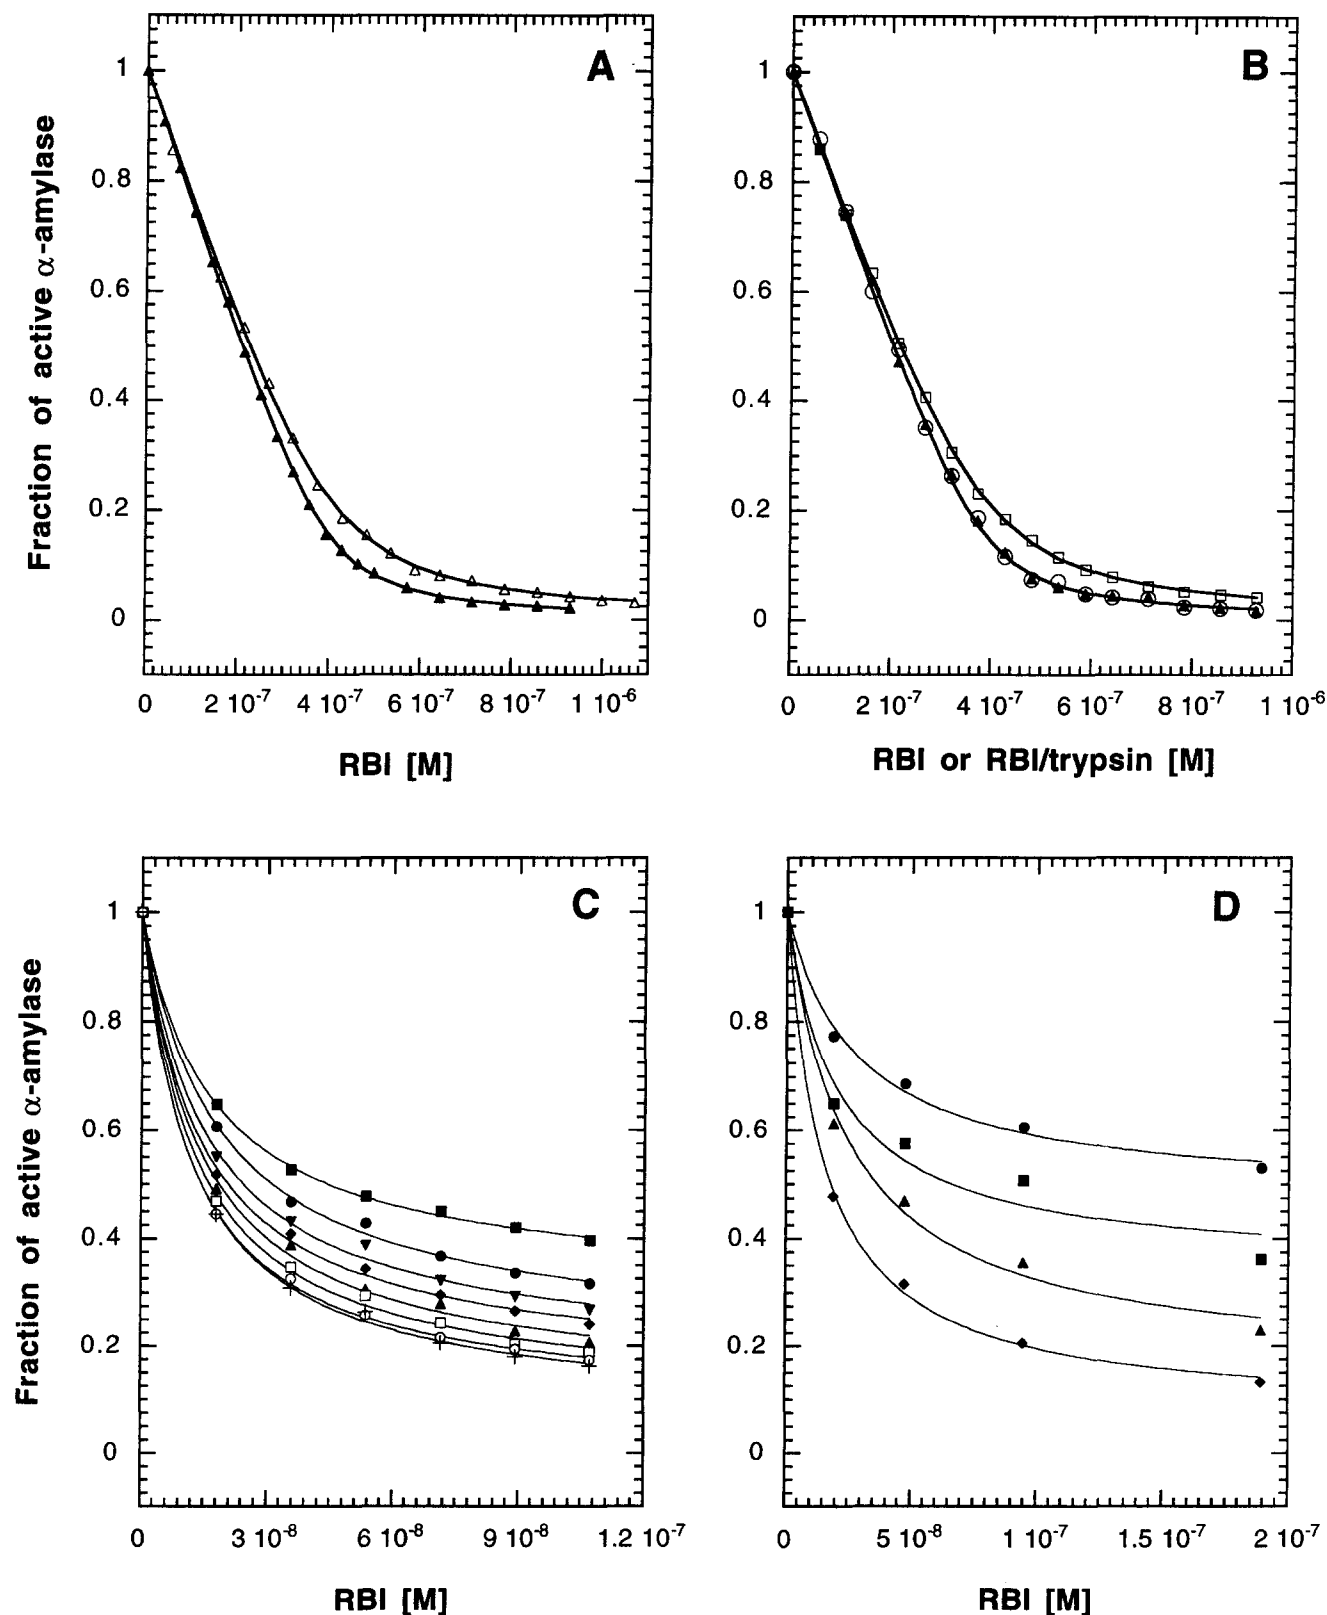 A
Fraction of active α-amylase
1
0.8
0.6
0.4
0.2
0
0 2 10-7 4 10-7 6 10-7 8 10-7 1 10-6
RBI [M]
B
1
0.8
0.6
0.4
0.2
0
0 2 10-7 4 10-7 6 10-7 8 10-7 1 10-6
RBI or RBI/trypsin [M]
C
Fraction of active α-amylase
1
0.8
0.6
0.4
0.2
0
0 3 10-8 6 10-8 9 10-8 1.2 10-7
RBI [M]
D
1
0.8
0.6
0.4
0.2
0
0 5 10-8 1 10-7 1.5 10-7 2 10-7
RBI [M]